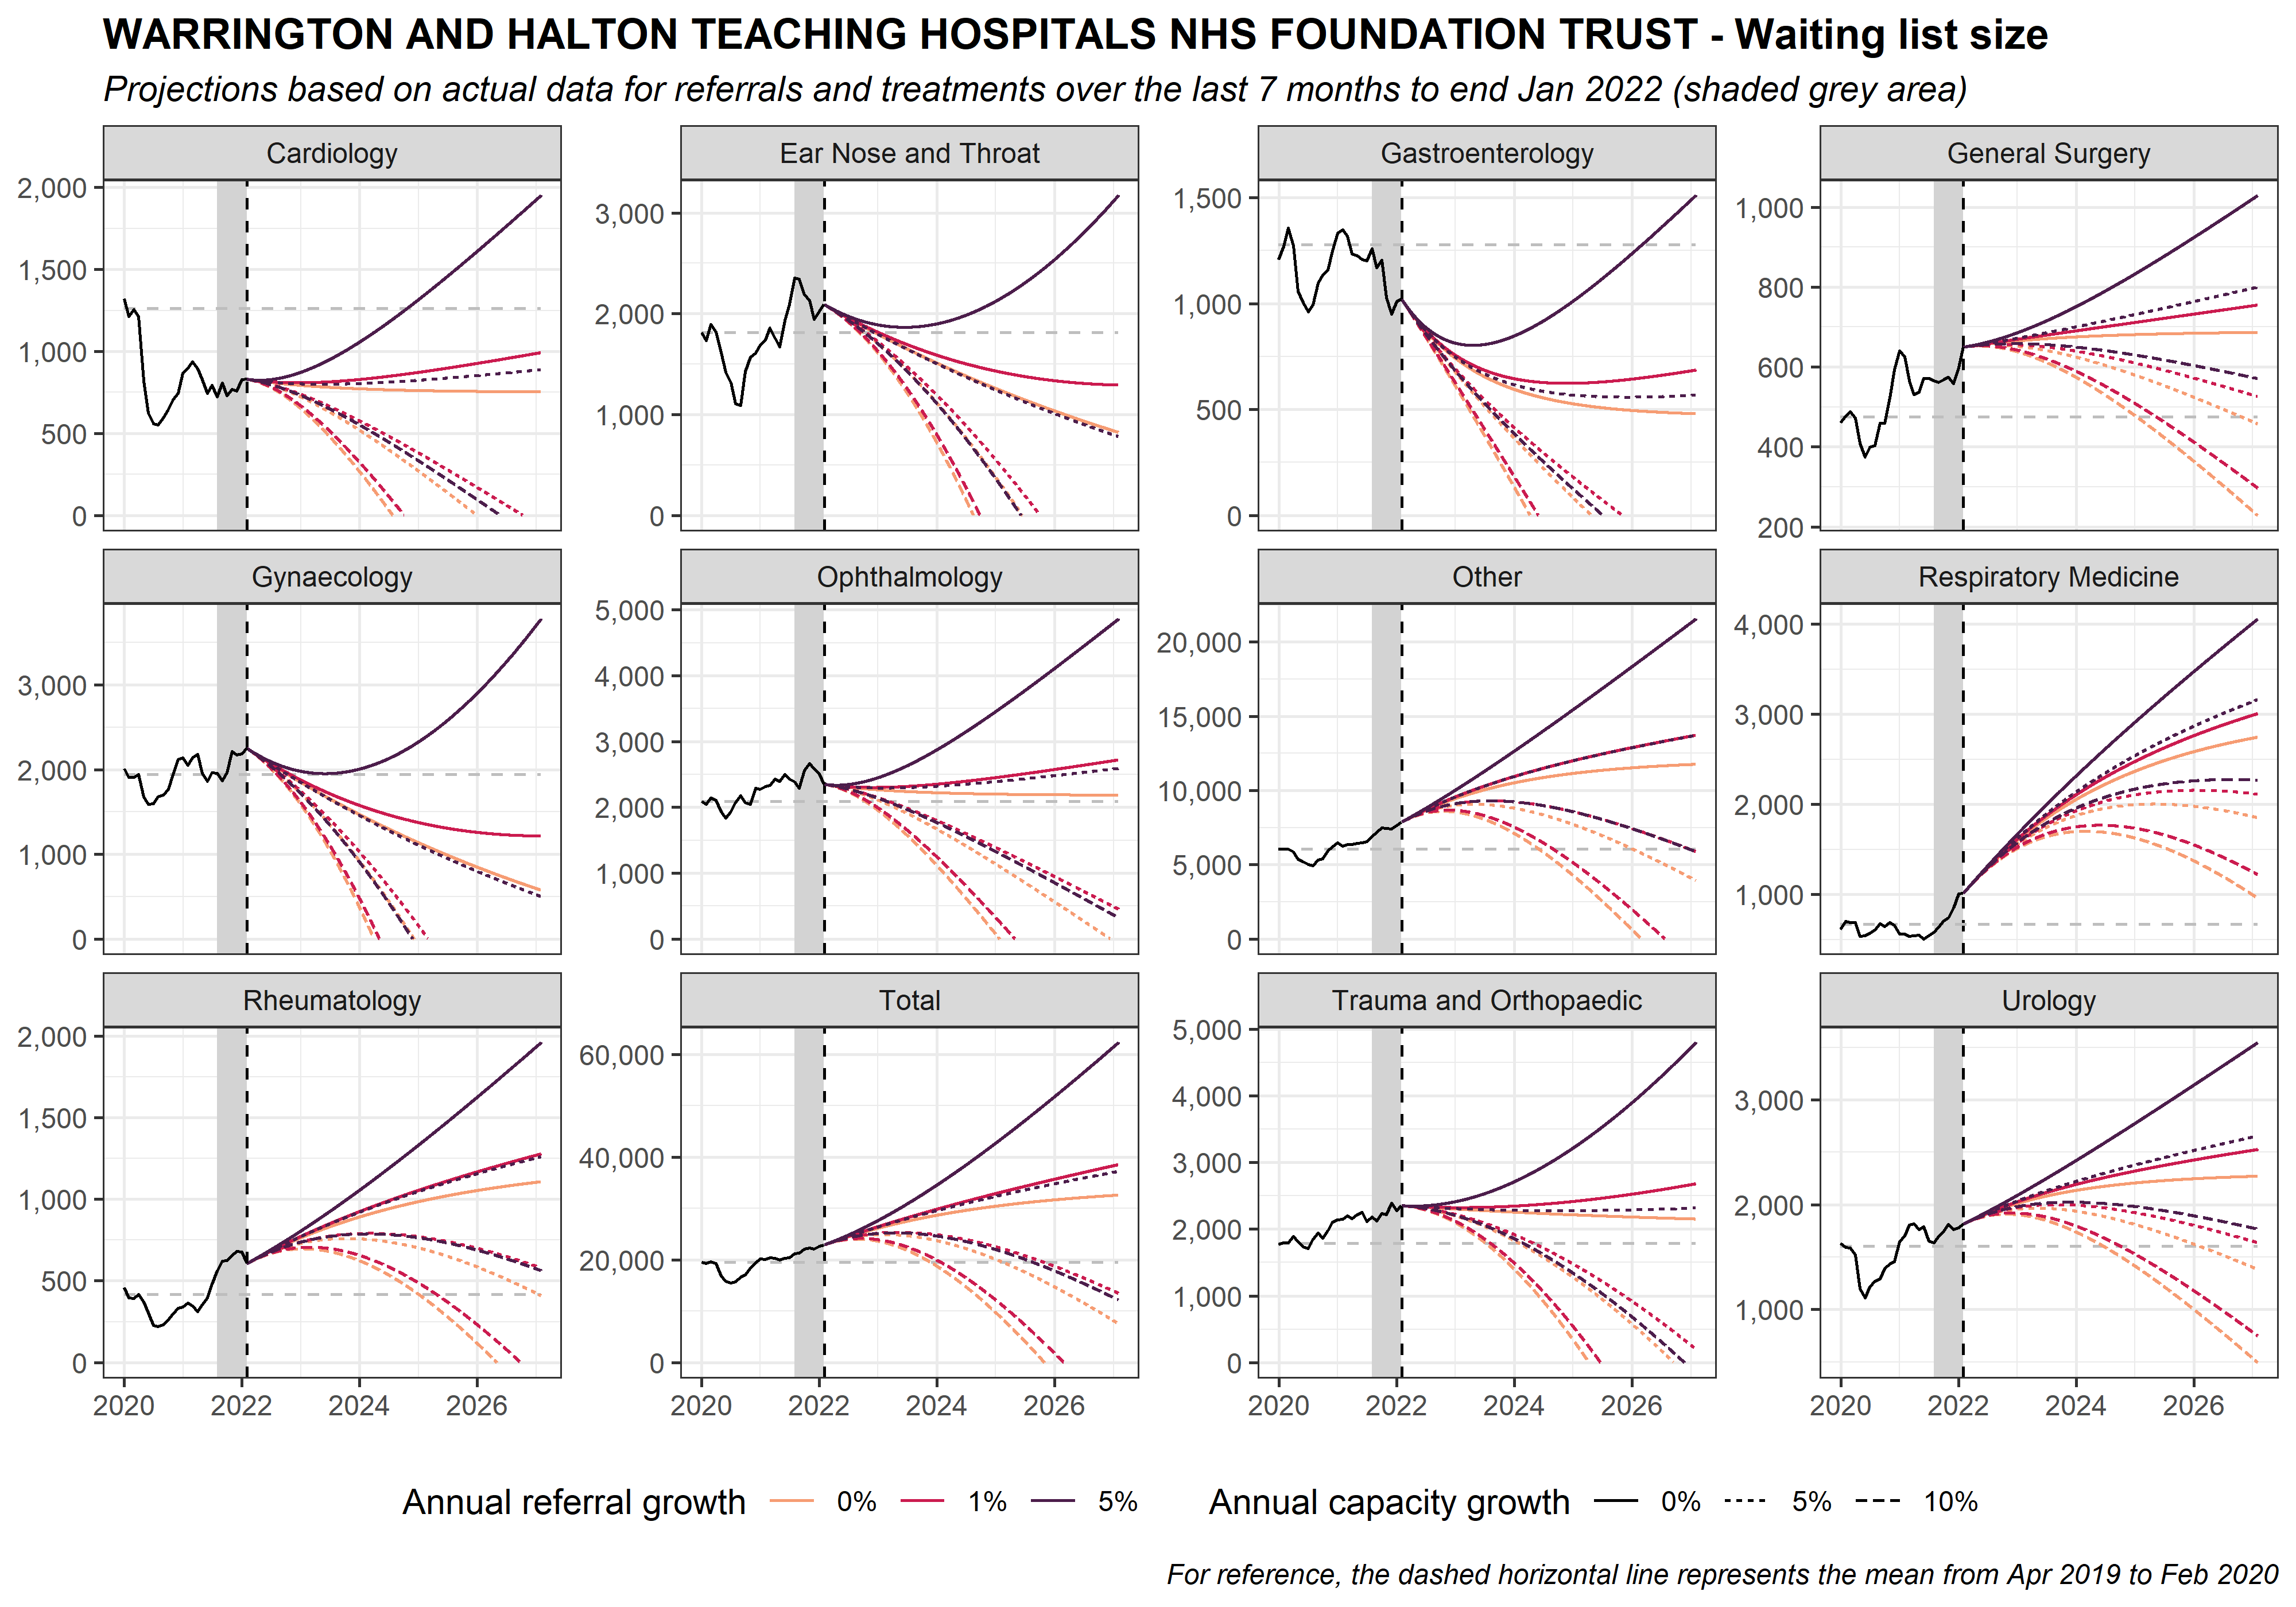 WARRINGTON AND HALTON TEACHING HOSPITALS NHS FOUNDATION TRUST - Waiting list size
Projections based on actual data for referrals and treatments over the last 7 months to end Jan 2022 (shaded grey area)
Cardiology
2,000
1,500
1,000
500
0
Ear Nose and Throat
3,000
2,000
1,000
0
Gastroenterology
1,500
1,000
500
0
General Surgery
1,000
800
600
400
200
Gynaecology
3,000
2,000
1,000
0
Ophthalmology
5,000
4,000
3,000
2,000
1,000
0
Other
20,000
15,000
10,000
5,000
0
Respiratory Medicine
4,000
3,000
2,000
1,000
Rheumatology
2,000
1,500
1,000
500
0
2020 2022 2024 2026
Total
60,000
40,000
20,000
0
2020 2022 2024 2026
Trauma and Orthopaedic
5,000
4,000
3,000
2,000
1,000
0
2020 2022 2024 2026
Urology
3,000
2,000
1,000
2020 2022 2024 2026
Annual referral growth 0% 1% 5%
Annual capacity growth 0% 5% 10%
For reference, the dashed horizontal line represents the mean from Apr 2019 to Feb 2020